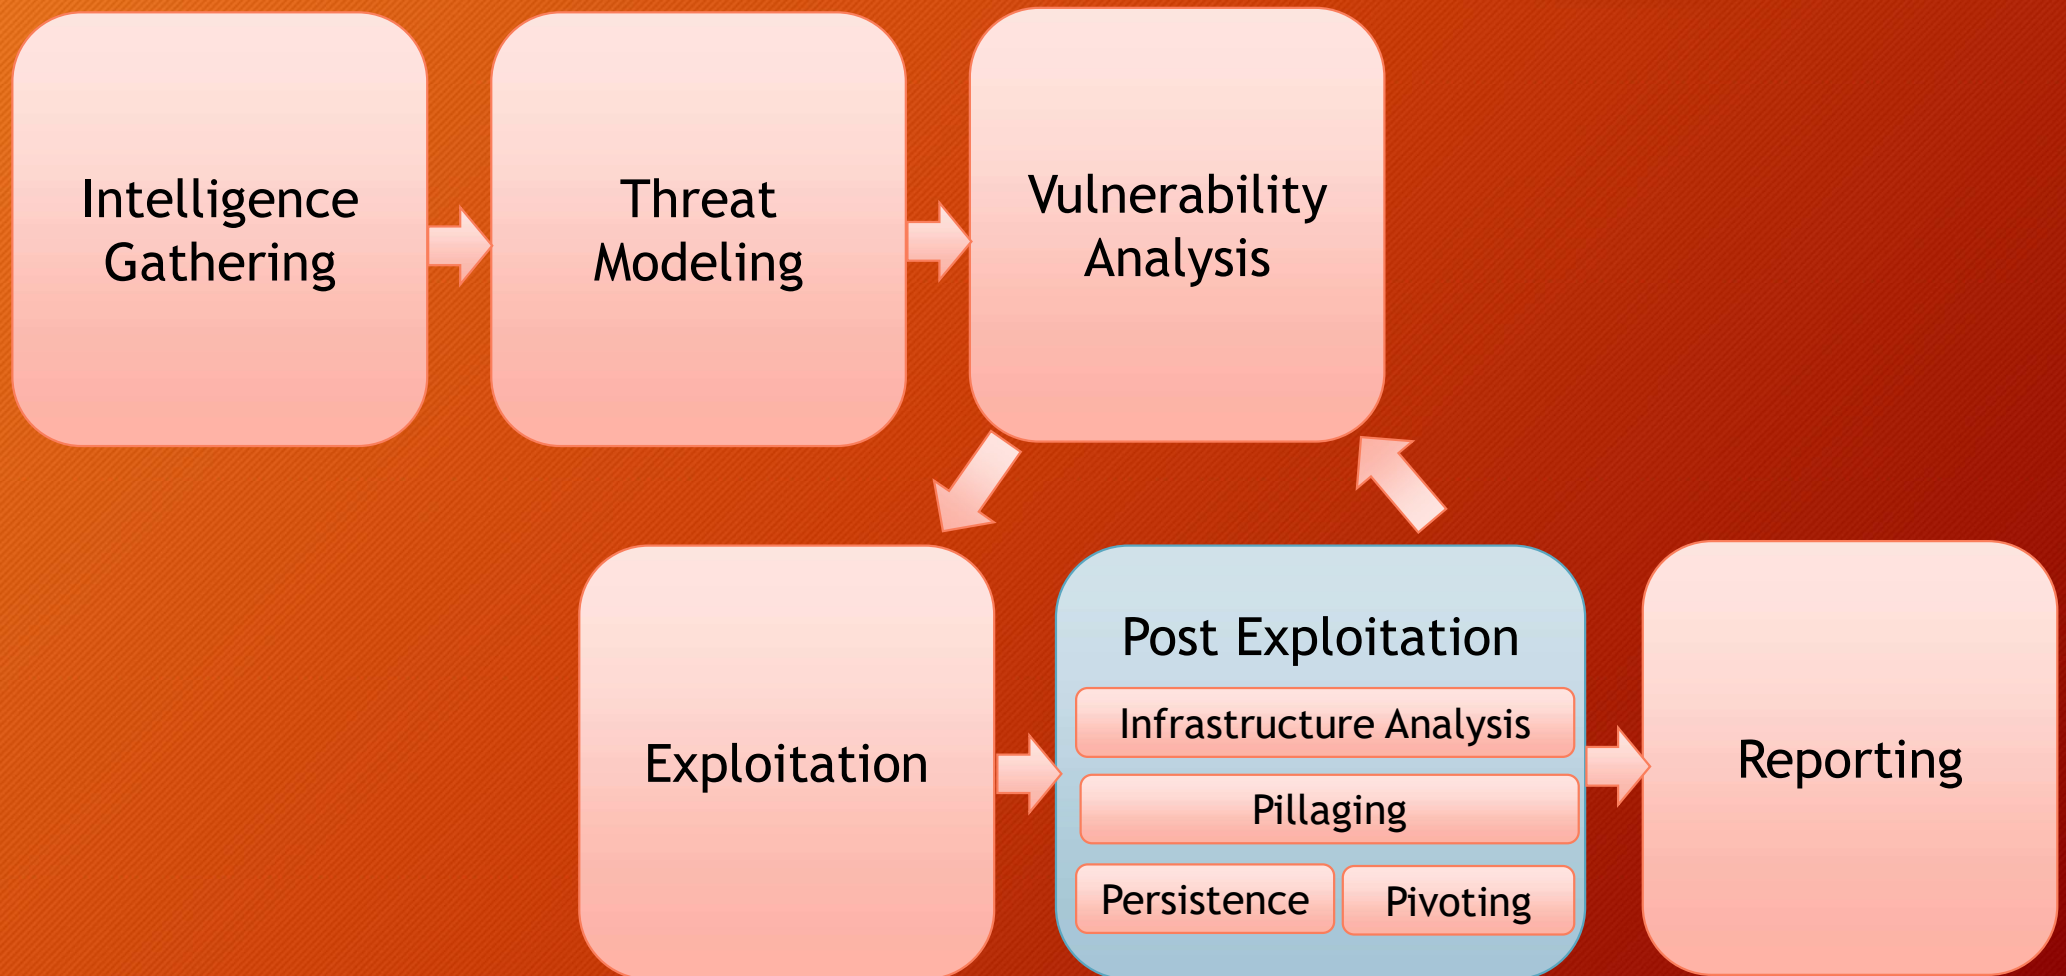 Intelligence
Gathering
Threat
Modeling
Vulnerability
Analysis
Exploitation
Post Exploitation
Infrastructure Analysis
Pillaging
Persistence
Pivoting
Reporting